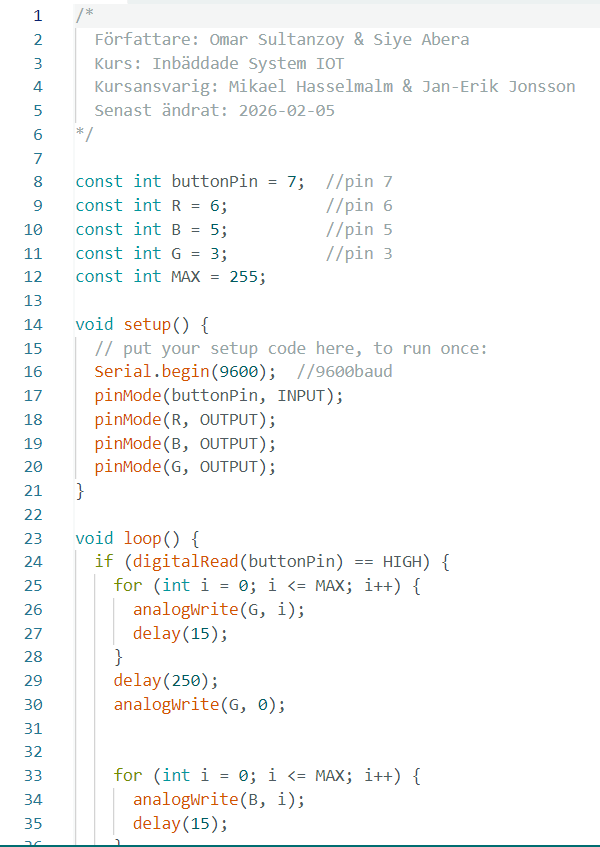 1 /*
2 Författare: Omar Sultanzoy & Siye Abera
3 Kurs: Inbäddade System IOT
4 Kursansvarig: Mikael Hasselmalm & Jan-Erik Jonsson
5 Senast ändrat: 2026-02-05
6 */
7
8 const int buttonPin = 7; //pin 7
9 const int R = 6; //pin 6
10 const int B = 5; //pin 5
11 const int G = 3; //pin 3
12 const int MAX = 255;
13
14 void setup() {
15 // put your setup code here, to run once:
16 Serial.begin(9600); //9600baud
17 pinMode(buttonPin, INPUT);
18 pinMode(R, OUTPUT);
19 pinMode(B, OUTPUT);
20 pinMode(G, OUTPUT);
21 }
22
23 void loop() {
24 if (digitalRead(buttonPin) == HIGH) {
25 for (int i = 0; i <= MAX; i++) {
26 analogWrite(G, i);
27 delay(15);
28 }
29 delay(250);
30 analogWrite(G, 0);
31
32
33 for (int i = 0; i <= MAX; i++) {
34 analogWrite(B, i);
35 delay(15);